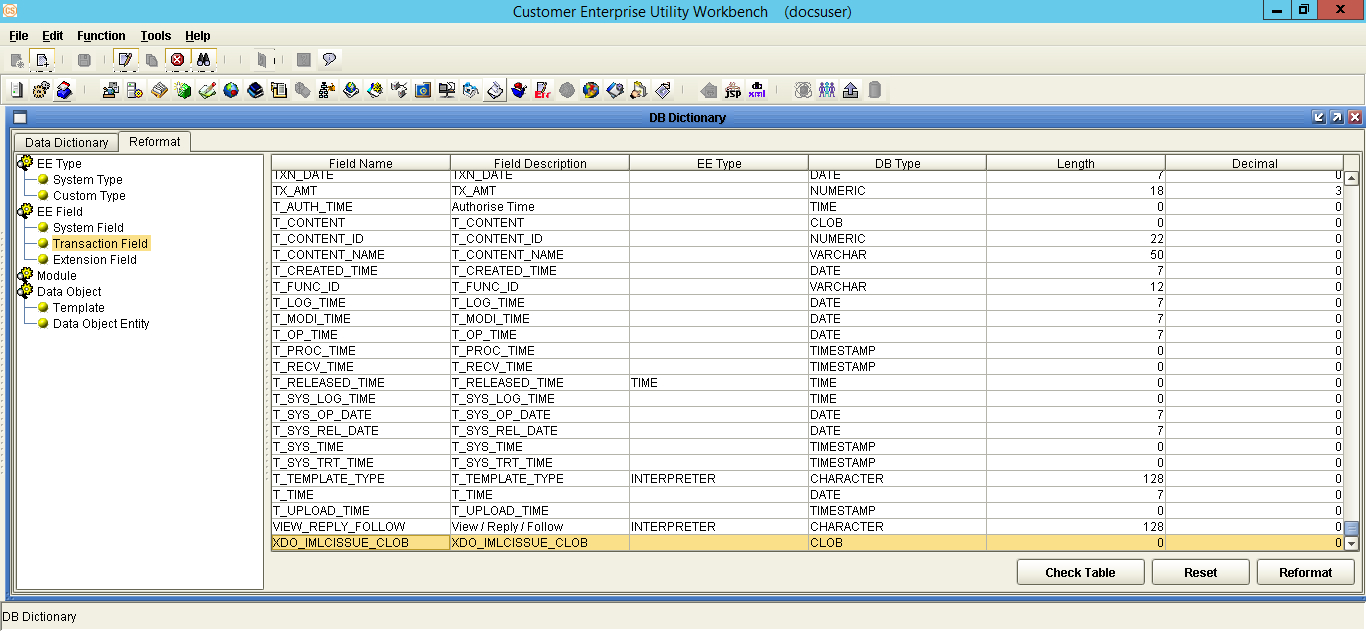 Customer Enterprise Utility Workbench (docsuser)
File Edit Function Tools Help
DB Dictionary
Data Dictionary Reformat
EE Type
System Type
Custom Type
EE Field
System Field
Transaction Field
Extension Field
Module
Data Object
Template
Data Object Entity
Field Name Field Description EE Type DB Type Length Decimal
TXN_DATE TXN_DATE DATE 7 0
TX_AMT TX_AMT NUMERIC 18 3
T_AUTH_TIME Authorise Time TIME 0 0
T_CONTENT T_CONTENT CLOB 0 0
T_CONTENT_ID T_CONTENT_ID NUMERIC 22 0
T_CONTENT_NAME T_CONTENT_NAME VARCHAR 50 0
T_CREATED_TIME T_CREATED_TIME DATE 7 0
T_FUNC_ID T_FUNC_ID VARCHAR 12 0
T_LOG_TIME T_LOG_TIME DATE 7 0
T_MODI_TIME T_MODI_TIME DATE 7 0
T_OP_TIME T_OP_TIME DATE 7 0
T_PROC_TIME T_PROC_TIME TIMESTAMP 0 0
T_RECV_TIME T_RECV_TIME TIMESTAMP 0 0
T_RELEASED_TIME T_RELEASED_TIME TIME TIME 0 0
T_SYS_LOG_TIME T_SYS_LOG_TIME TIME 0 0
T_SYS_OP_DATE T_SYS_OP_DATE DATE 7 0
T_SYS_REL_DATE T_SYS_REL_DATE DATE 7 0
T_SYS_TIME T_SYS_TIME TIMESTAMP 0 0
T_SYS_TRT_TIME T_SYS_TRT_TIME TIMESTAMP 0 0
T_TEMPLATE_TYPE T_TEMPLATE_TYPE INTERPRETER CHARACTER 128 0
T_TIME T_TIME DATE 7 0
T_UPLOAD_TIME T_UPLOAD_TIME TIMESTAMP 0 0
VIEW_REPLY_FOLLOW View / Reply / Follow INTERPRETER CHARACTER 128 0
XDO_IMLCISSUE_CLOB XDO_IMLCISSUE_CLOB CLOB 0 0
Check Table Reset Reformat
DB Dictionary